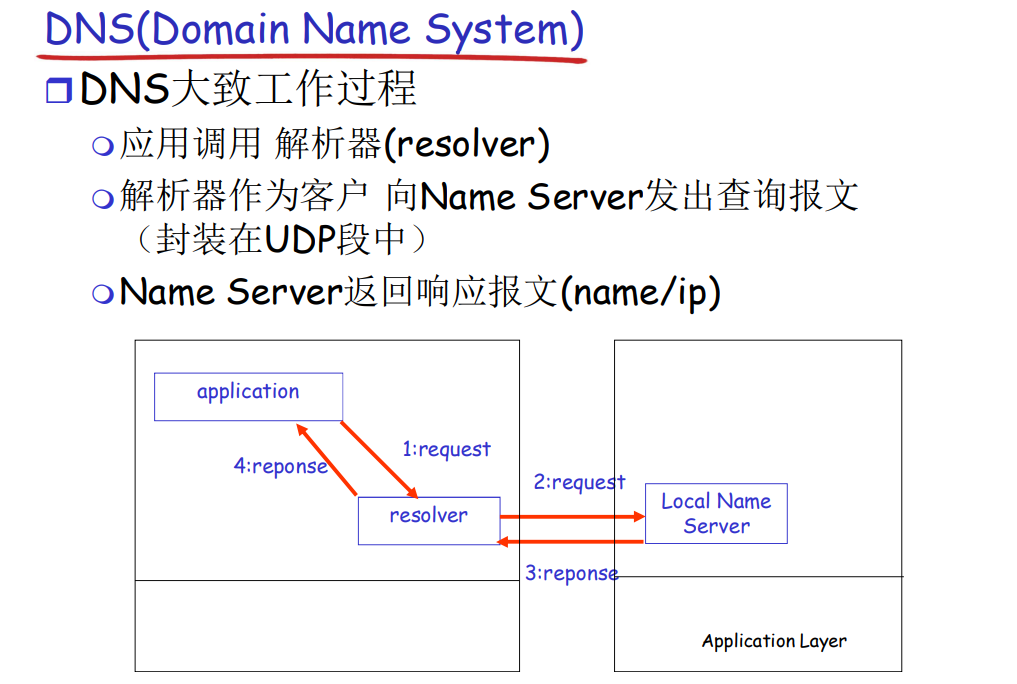 DNS(Domain Name System)
DNS大致工作过程
应用调用 解析器(resolver)
解析器作为客户 向Name Server发出查询报文
（封装在UDP段中）
Name Server返回响应报文(name/ip)
application
1:request
4:reponse
2:request
resolver
Local Name
Server
3:reponse
Application Layer